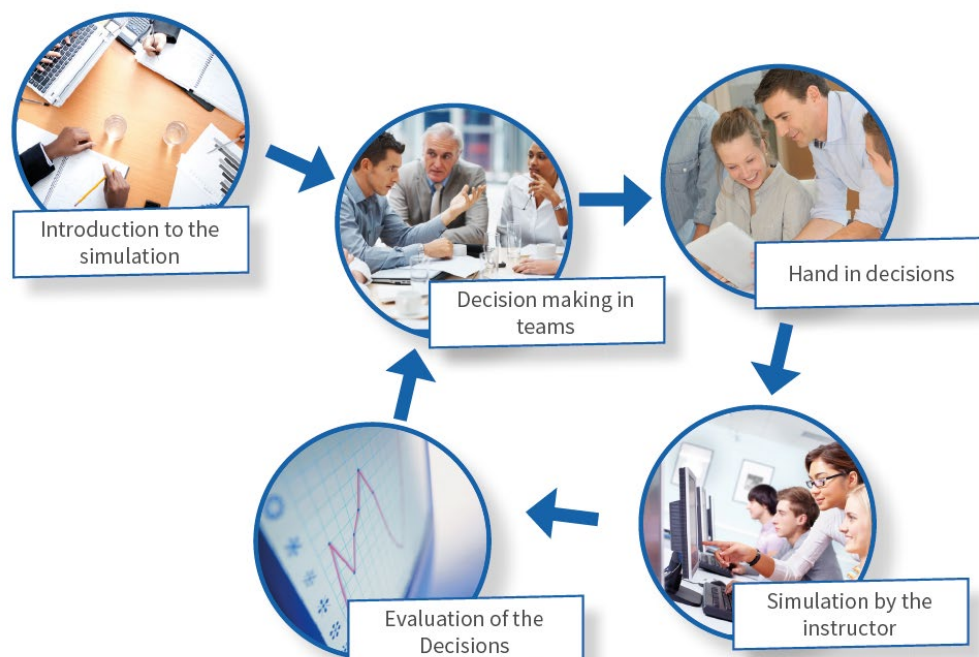 Introduction to the
simulation
Decision making in
teams
Hand in decisions
Simulation by the
instructor
Evaluation of the
Decisions